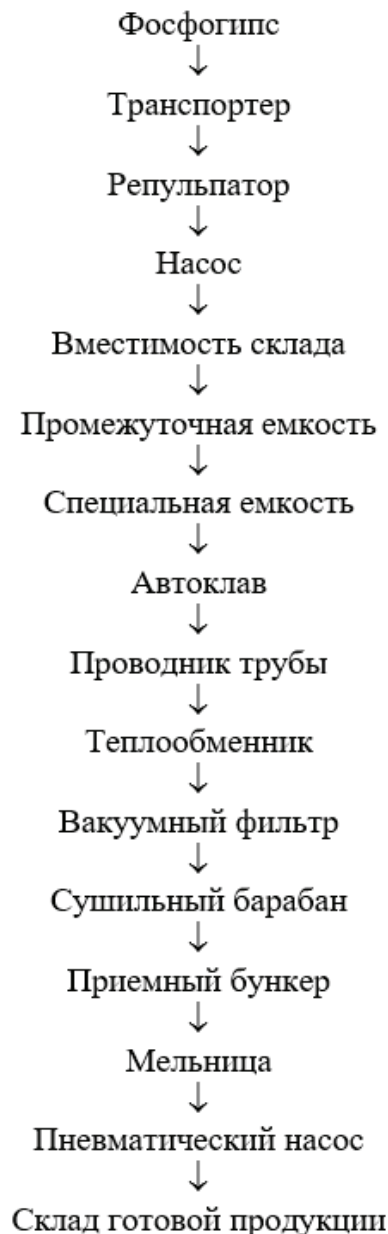 Фосфогипс
↓
Транспортер
↓
Репульпатор
↓
Насос
↓
Вместимость склада
↓
Промежуточная емкость
↓
Специальная емкость
↓
Автоклав
↓
Проводник трубы
↓
Теплообменник
↓
Вакуумный фильтр
↓
Сушильный барабан
↓
Приемный бункер
↓
Мельница
↓
Пневматический насос
↓
Склад готовой продукции